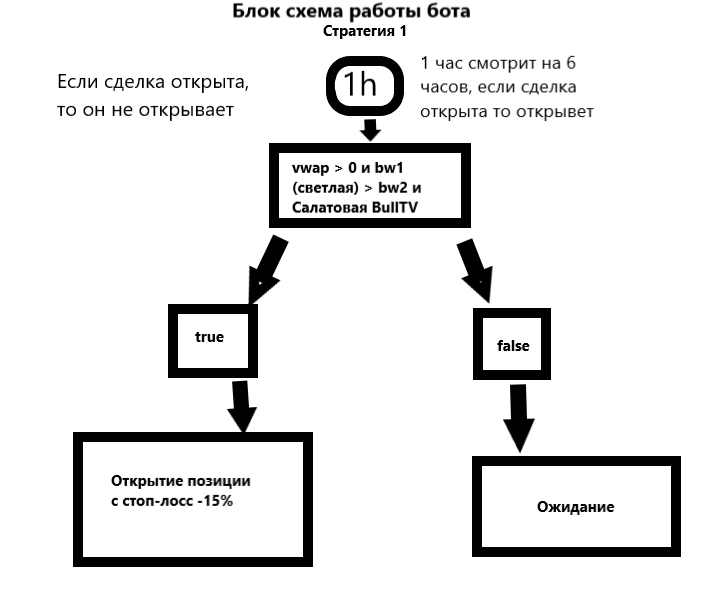 Блок схема работы бота
Стратегия 1
Если сделка открыта,
то он не открывает
1h
1 час смотрит на 6
часов, если сделка
открыта то открывет
vwap > 0 и bw1
(светлая) > bw2 и
Салатовая BullTV
true
false
Открытие позиции
с стоп-лосс -15%
Ожидание